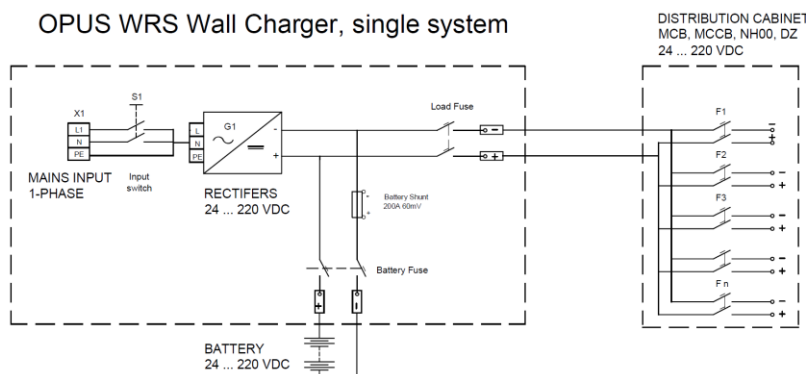 OPUS WRS Wall Charger, single system
DISTRIBUTION CABINET
MCB, MCCB, NH00, DZ
24 ... 220 VDC
S1
X1
L1
N
PE
MAINS INPUT
1-PHASE
Input
switch
L
N
PE
G1
-
+
RECTIFERS
24 ... 220 VDC
Load Fuse
-
+
Battery Shunt
200A 60mV
-
+
Battery Fuse
+
-
BATTERY
24 ... 220 VDC
F1
-
+
F2
-
+
F3
-
+
-
+
F n
-
+